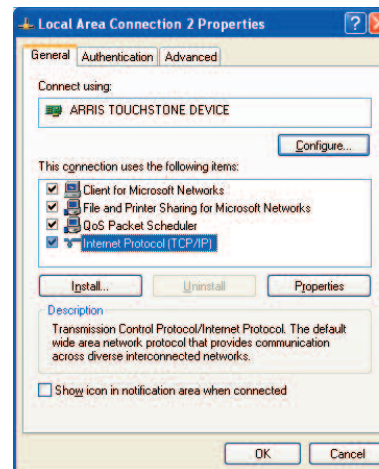 Local Area Connection 2 Properties
General Authentication Advanced
Connect using:
ARRIS TOUCHSTONE DEVICE
Configure...
This connection uses the following items:
Client for Microsoft Networks
File and Printer Sharing for Microsoft Networks
QoS Packet Scheduler
Internet Protocol (TCP/IP)
Install... Uninstall Properties
Description
Transmission Control Protocol/Internet Protocol. The default
wide area network protocol that provides communication
across diverse interconnected networks.
Show icon in notification area when connected
OK Cancel